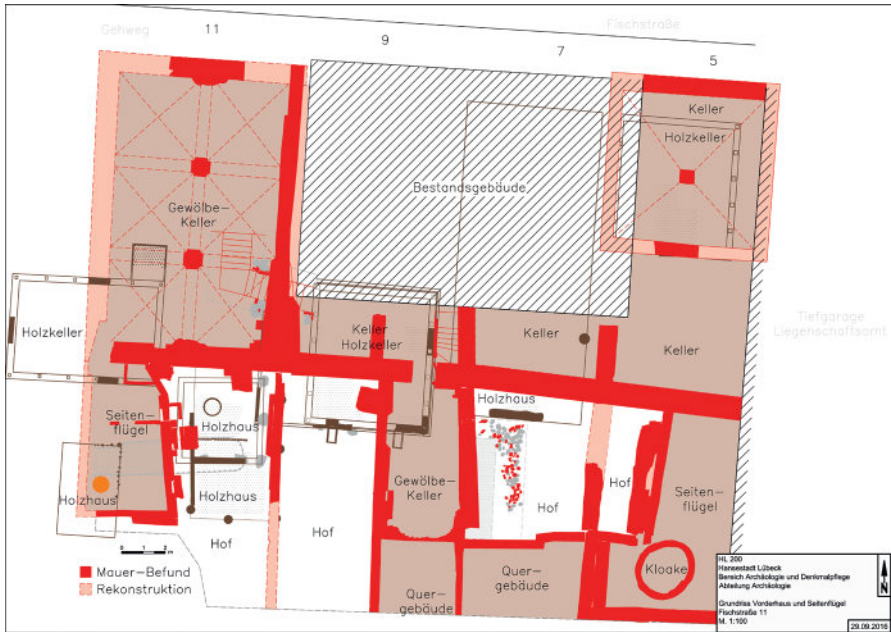 Gehweg
11
9
Fischstraße
7
5
Keller
Holzkeller
Bestandsgebäude
Gewölbe-
Keller
Holzkeller
Keller
Holzkeller
Keller
Keller
Tiefgarage
Liegenschaftsamt
Seiten-
flügel
Holzhaus
Holzhaus
Holzhaus
Holzhaus
Gewölbe-
Keller
Hof
Hof
Seiten-
flügel
Hof
Hof
Quer-
gebäude
Quer-
gebäude
Kloake
0 1 2 m
Mauer-Befund
Rekonstruktion
HL 200
Hansestadt Lübeck
Bereich Archäologie und Denkmalpflege
Abteilung Archäologie
Grundriss Vorderhaus und Seitenflügel
Fischstraße 11
M. 1:100
N
29.09.2016